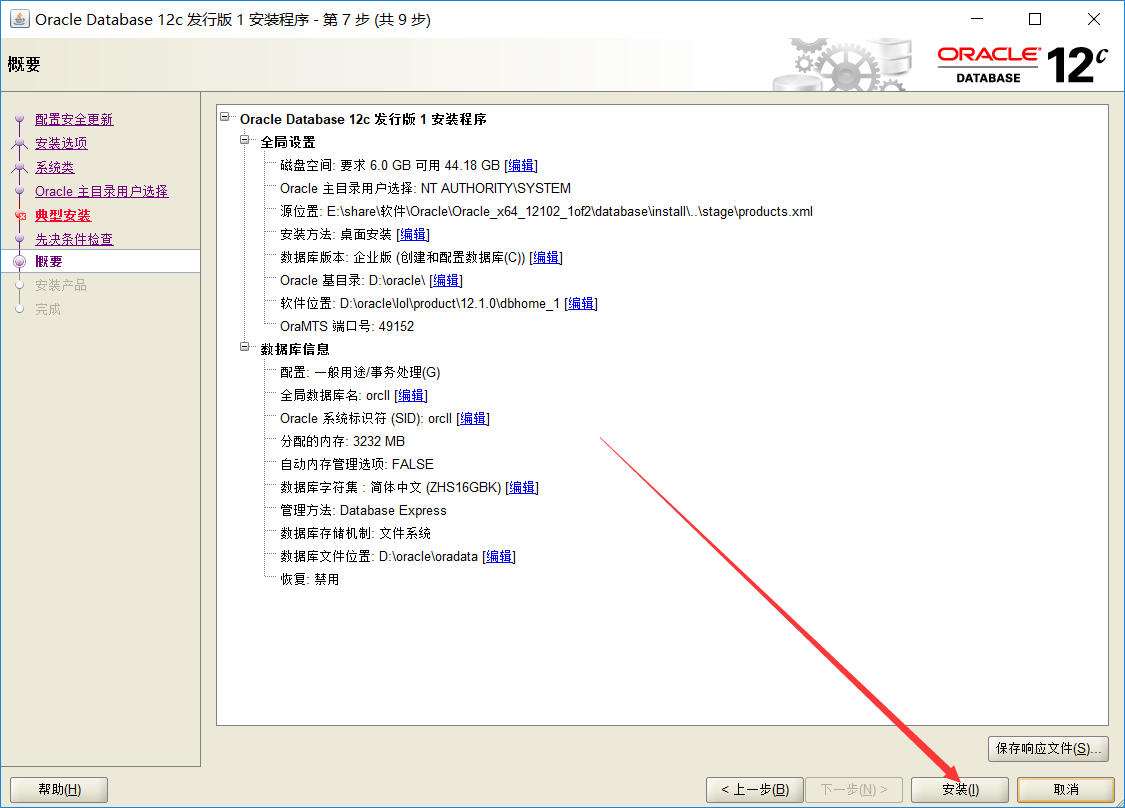 Oracle Database 12c 发行版 1 安装程序 - 第 7 步 (共 9 步)
概要
ORACLE®
DATABASE
12c
配置安全更新
安装选项
系统类
Oracle 主目录用户选择
典型安装
先决条件检查
概要
安装产品
完成
Oracle Database 12c 发行版 1 安装程序
全局设置
磁盘空间: 要求 6.0 GB 可用 44.18 GB [编辑]
Oracle 主目录用户选择: NT AUTHORITY\SYSTEM
源位置: E:\share\软件\Oracle\Oracle_x64_12102_1of2\database\install\..\stage\products.xml
安装方法: 桌面安装 [编辑]
数据库版本: 企业版 (创建和配置数据库(C)) [编辑]
Oracle 基目录: D:\oracle\ [编辑]
软件位置: D:\oracle\lol\product\12.1.0\dbhome_1 [编辑]
OraMTS 端口号: 49152
数据库信息
配置: 一般用途/事务处理(G)
全局数据库名: orcll [编辑]
Oracle 系统标识符 (SID): orcll [编辑]
分配的内存: 3232 MB
自动内存管理选项: FALSE
数据库字符集 : 简体中文 (ZHS16GBK) [编辑]
管理方法: Database Express
数据库存储机制: 文件系统
数据库文件位置: D:\oracle\oradata [编辑]
恢复: 禁用
保存响应文件(S)...
帮助(H)
< 上一步(B)
下一步(N) >
安装(I)
取消